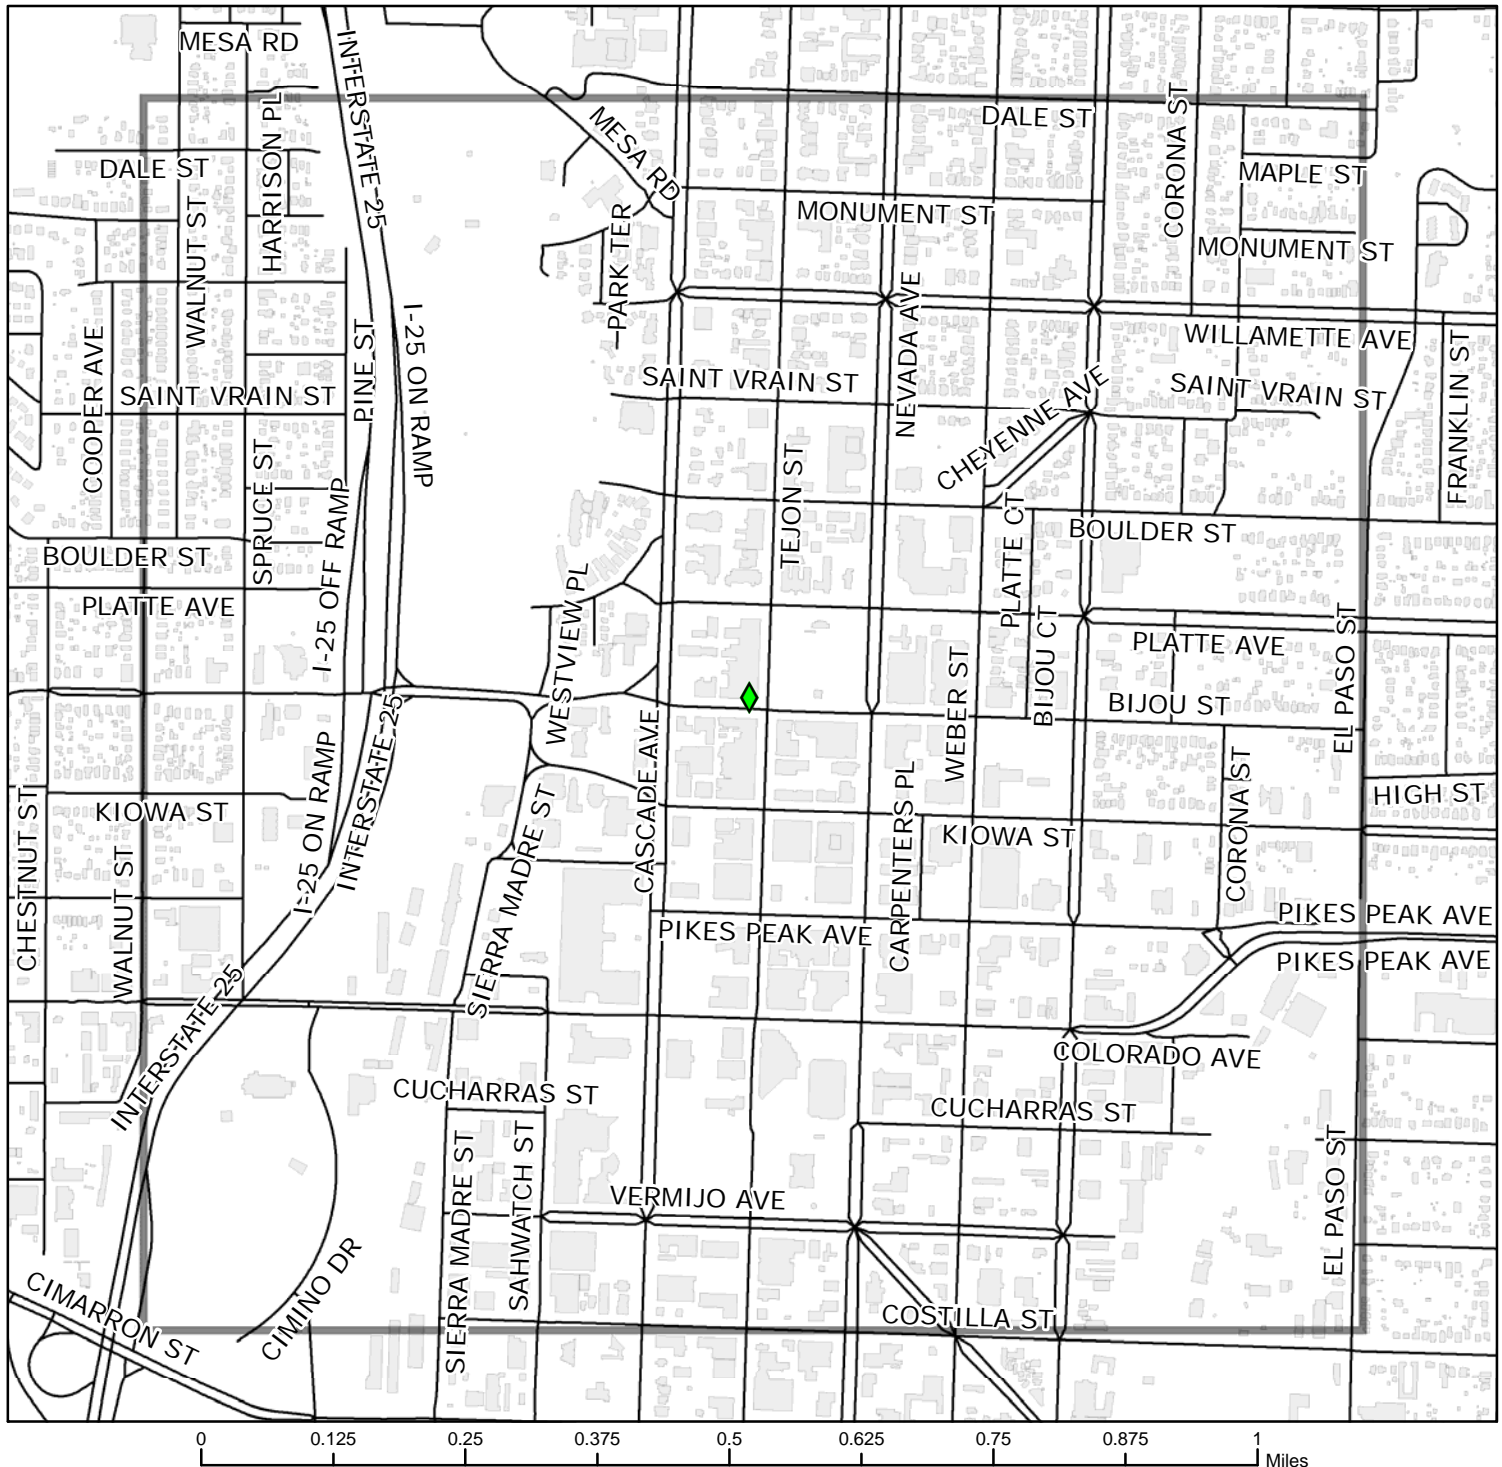 MESA RD
INTERSTATE 25
DALE ST
CORONA ST
HARRISON PL
MESA RD
DALE ST
MAPLE ST
WALNUT ST
PARK TER
MONUMENT ST
MONUMENT ST
NEVADA AVE
I-25 ON RAMP
PINE ST
COOPER AVE
WILLAMETTE AVE
FRANKLIN ST
SAINT VRAIN ST
SAINT VRAIN ST
CHEYENNE AVE
SAINT VRAIN ST
SPRUCE ST
TEJON ST
I-25 OFF RAMP
PLATTE CT
BOULDER ST
BOULDER ST
WESTVIEW PL
PLATTE AVE
BIJOU CT
PLATTE AVE
EL PASO ST
WEBER ST
BIJOU ST
INTERSTATE 25
CASCADE AVE
I-25 ON RAMP
CARPENTERS PL
CORONA ST
HIGH ST
CHESTNUT ST
KIOWA ST
SIERRA MADRE ST
KIOWA ST
WALNUT ST
PIKES PEAK AVE
PIKES PEAK AVE
PIKES PEAK AVE
INTERSTATE 25
COLORADO AVE
CUCHARRAS ST
CUCHARRAS ST
SIERRA MADRE ST
SAHWATCH ST
EL PASO ST
VERMIJO AVE
CIMARRON ST
CIMINO DR
COSTILLA ST
0 0.125 0.25 0.375 0.5 0.625 0.75 0.875 1
Miles